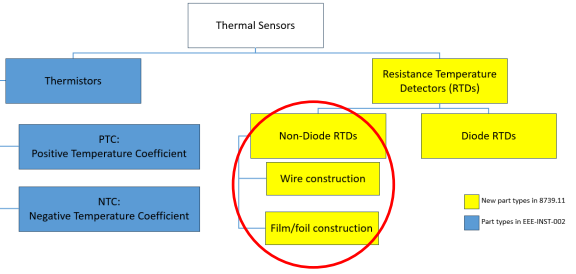 Thermal Sensors
Thermistors
Resistance Temperature
Detectors (RTDs)
PTC:
Positive Temperature Coefficient
Non-Diode RTDs
Diode RTDs
Wire construction
NTC:
Negative Temperature Coefficient
Film/foil construction
New part types in 8739.11
Part types in EEE-INST-002